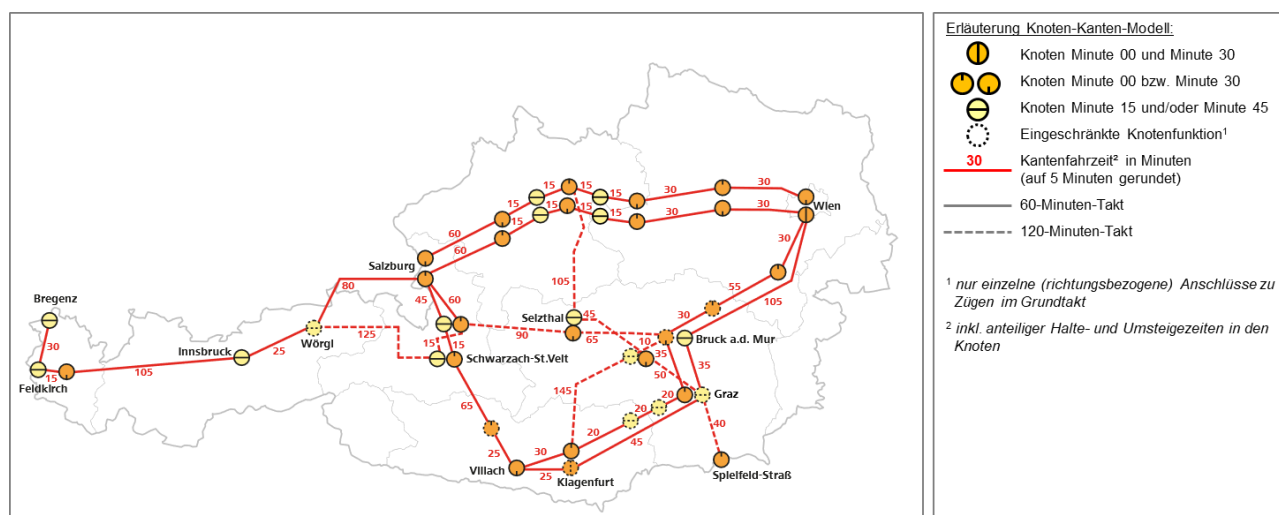 15
15
30
30
15
15
15
15
30
30
Wien
60
60
Salzburg
30
80
45
60
105
55
105
Bregenz
Selzthal
45
30
30
Wörgl
90
65
10
Bruck a.d. Mur
Innsbruck
25
125
15
15
Schwarzach-St.Veit
35
35
105
50
15
Feldkirch
145
20
Graz
65
20
40
20
30
45
25
Villach
25
Klagenfurt
Spielfeld-Straß
Erläuterung Knoten-Kanten-Modell:
Knoten Minute 00 und Minute 30
Knoten Minute 00 bzw. Minute 30
Knoten Minute 15 und/oder Minute 45
Eingeschränkte Knotenfunktion¹
30
Kantenfahrzeit² in Minuten
(auf 5 Minuten gerundet)
60-Minuten-Takt
120-Minuten-Takt
¹ nur einzelne (richtungsbezogene) Anschlüsse zu
Zügen im Grundtakt
² inkl. anteiliger Halte- und Umsteigezeiten in den
Knoten